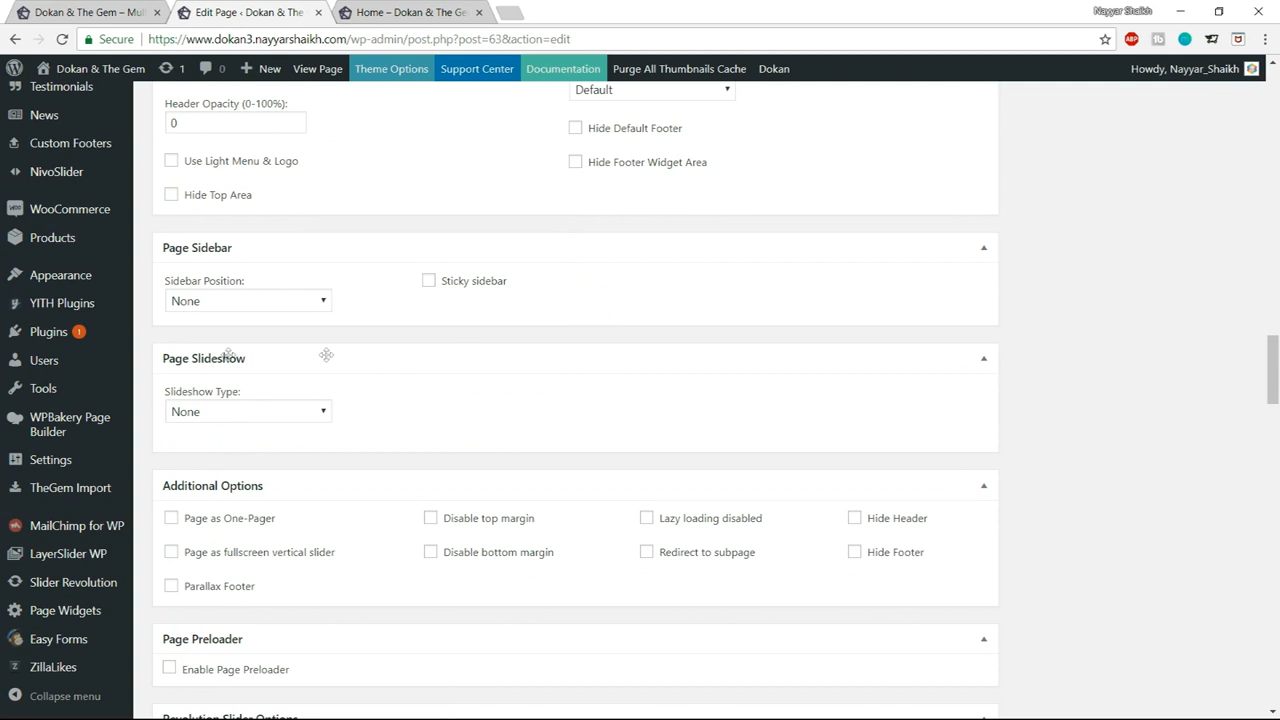 Dokan & The Gem – Mul
Edit Page ‹ Dokan & The
Home – Dokan & The Ge
Nayyar Shaikh
Secure
https://www.dokan3.nayyarshaikh.com/wp-admin/post.php?post=63&action=edit
ABP
Dokan & The Gem
1
0
New
View Page
Theme Options
Support Center
Documentation
Purge All Thumbnails Cache
Dokan
Howdy, Nayyar_Shaikh
Testimonials
News
Custom Footers
NivoSlider
WooCommerce
Products
Appearance
YITH Plugins
Plugins 1
Users
Tools
WPBakery Page
Builder
Settings
TheGem Import
MailChimp for WP
LayerSlider WP
Slider Revolution
Page Widgets
Easy Forms
ZillaLikes
Collapse menu
Header Opacity (0-100%):
0
Use Light Menu & Logo
Hide Top Area
Default
Hide Default Footer
Hide Footer Widget Area
Page Sidebar
Sidebar Position:
None
Sticky sidebar
Page Slideshow
Slideshow Type:
None
Additional Options
Page as One-Pager
Disable top margin
Lazy loading disabled
Hide Header
Page as fullscreen vertical slider
Disable bottom margin
Redirect to subpage
Hide Footer
Parallax Footer
Page Preloader
Enable Page Preloader
Revolution Slider Options